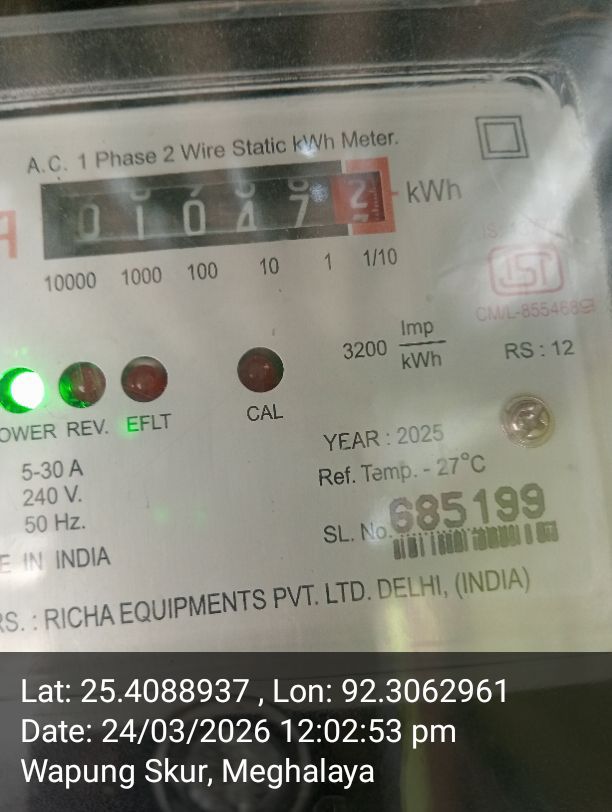 A.C. 1 Phase 2 Wire Static kWh Meter.
0 1 0 4 7 2 kWh
10000 1000 100 10 1 1/10
3200 Imp/kWh
CM/L-8554689
RS : 12
OWER REV. EFLT CAL
YEAR : 2025
5-30 A
Ref. Temp. - 27°C
240 V.
50 Hz.
SL. No. 685199
E IN INDIA
RS. : RICHA EQUIPMENTS PVT. LTD. DELHI, (INDIA)
Lat: 25.4088937 , Lon: 92.3062961
Date: 24/03/2026 12:02:53 pm
Wapung Skur, Meghalaya